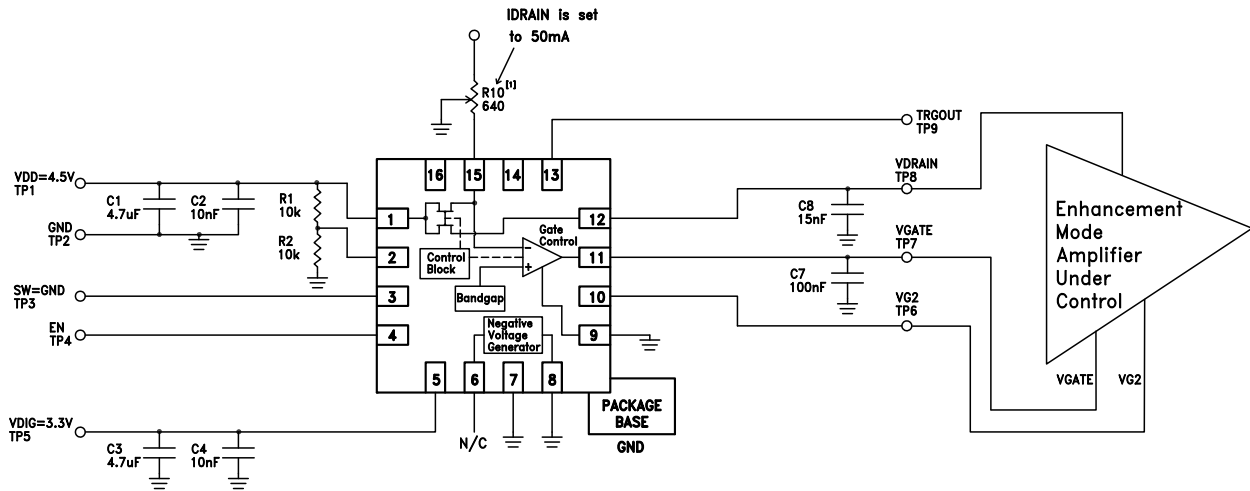 IDRAIN is set
to 50mA
R10[1]
640
TRGOUT
TP9
VDD=4.5V
TP1
C1
4.7uF
C2
10nF
R1
10k
R2
10k
GND
TP2
SW=GND
TP3
EN
TP4
VDIG=3.3V
TP5
C3
4.7uF
C4
10nF
16
15
14
13
1
2
3
4
5
6
7
8
12
11
10
9
Gate
Control
Control
Block
Bandgap
Negative
Voltage
Generator
-
+
N/C
PACKAGE
BASE
GND
VDRAIN
TP8
C8
15nF
VGATE
TP7
C7
100nF
VG2
TP6
Enhancement
Mode
Amplifier
Under
Control
VGATE
VG2